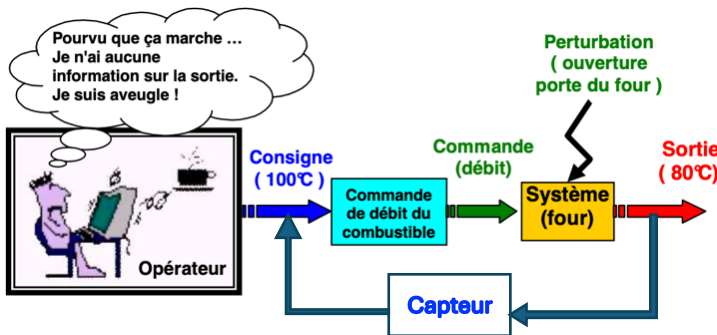 Pourvu que ça marche ...
Je n'ai aucune
information sur la sortie.
Je suis aveugle !
Opérateur
Consigne
( 100°C )
Commande
de débit du
combustible
Commande
(débit)
Perturbation
( ouverture
porte du four )
Système
(four)
Sortie
( 80°C)
Capteur